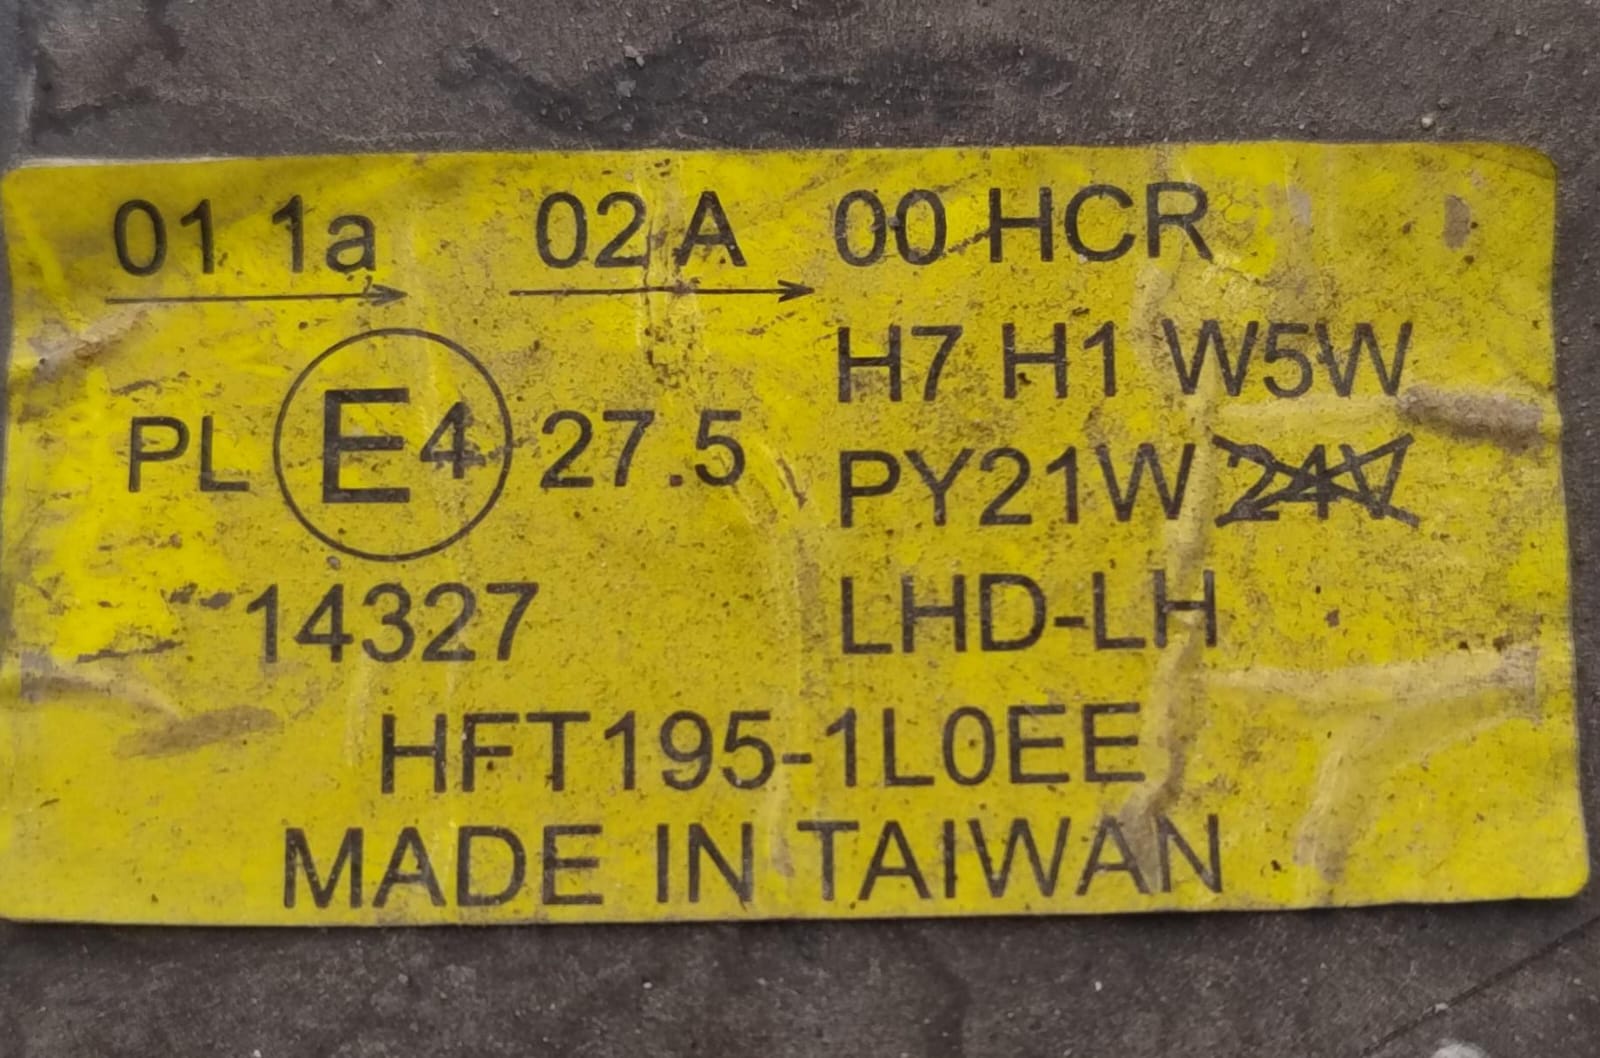 01 1a 02 A 00 HCR
H7 H1 W5W
PL E4 27.5
PY21W 24V
14327 LHD-LH
HFT195-1L0EE
MADE IN TAIWAN